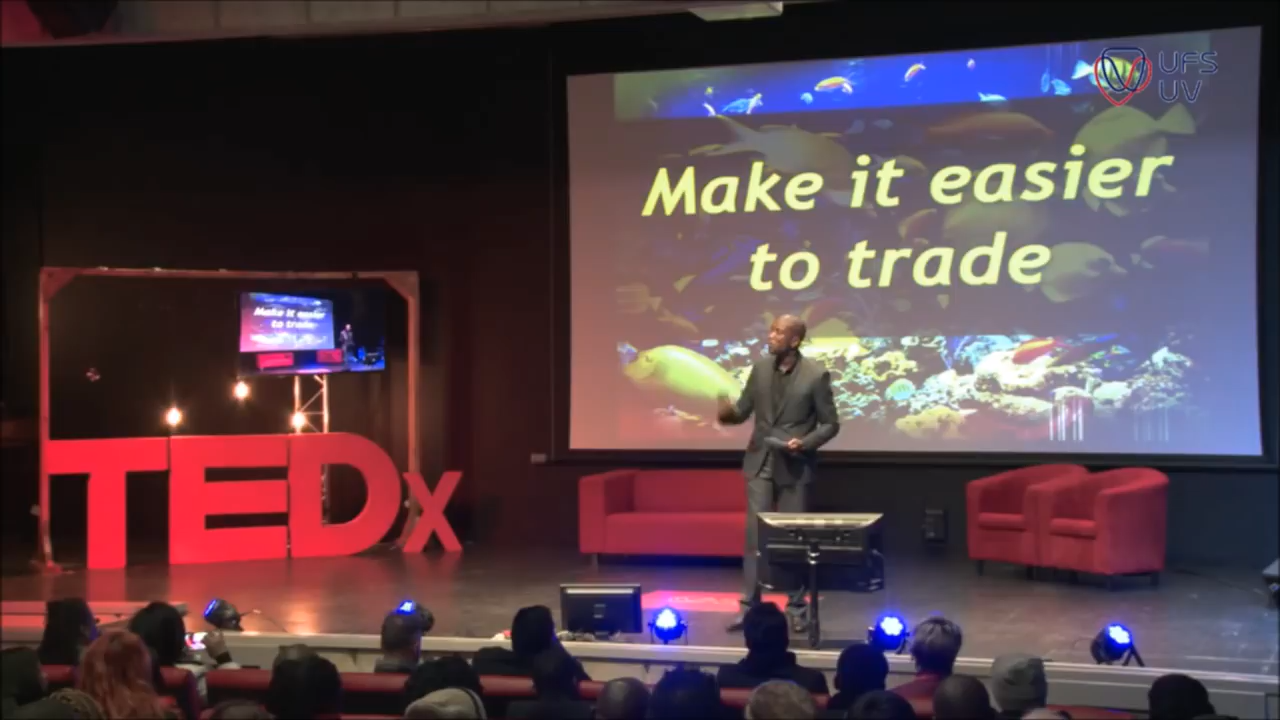 UFS
UV
Make it easier
to trade
Make it easier
to trade
TEDx